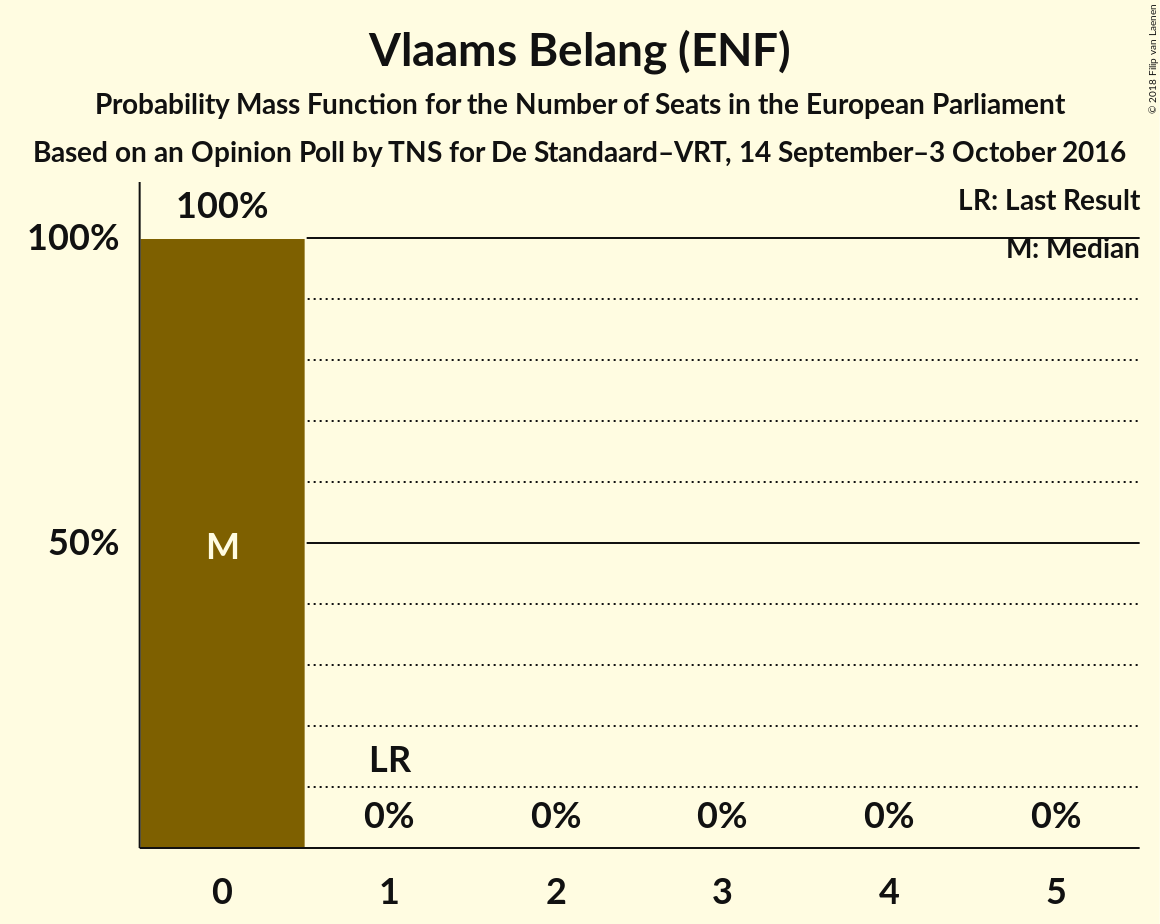 Vlaams Belang (ENF)
Probability Mass Function for the Number of Seats in the European Parliament
Based on an Opinion Poll by TNS for De Standaard–VRT, 14 September–3 October 2016
© 2018 Filip van Laenen
LR: Last Result
M: Median
100%
100%
50%
M
LR
0%
0%
0%
0%
0%
0
1
2
3
4
5